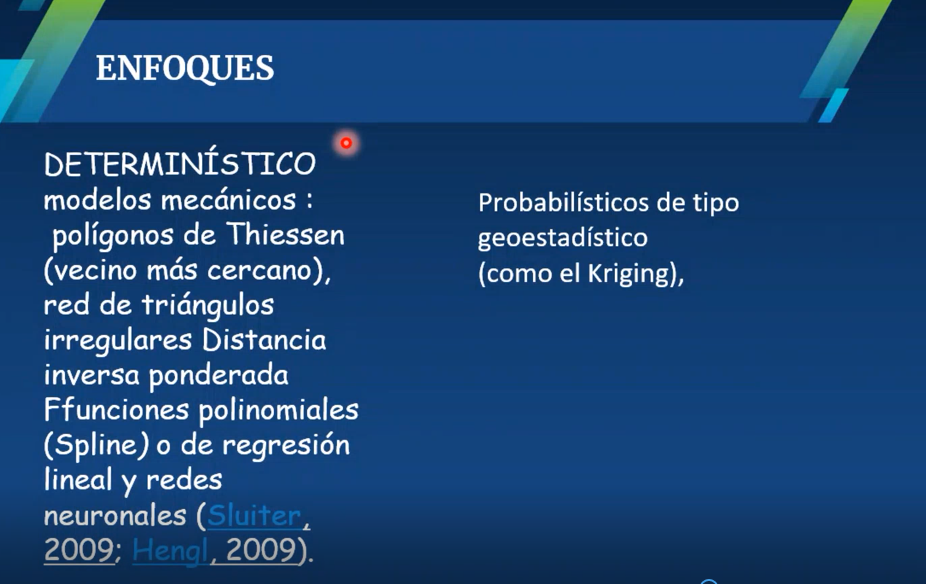 ENFOQUES
DETERMINÍSTICO
modelos mecánicos :
polígonos de Thiessen
(vecino más cercano),
red de triángulos
irregulares Distancia
inversa ponderada
Ffunciones polinomiales
(Spline) o de regresión
lineal y redes
neuronales (Sluiter,
2009; Hengl, 2009).
Probabilísticos de tipo
geoestadístico
(como el Kriging),